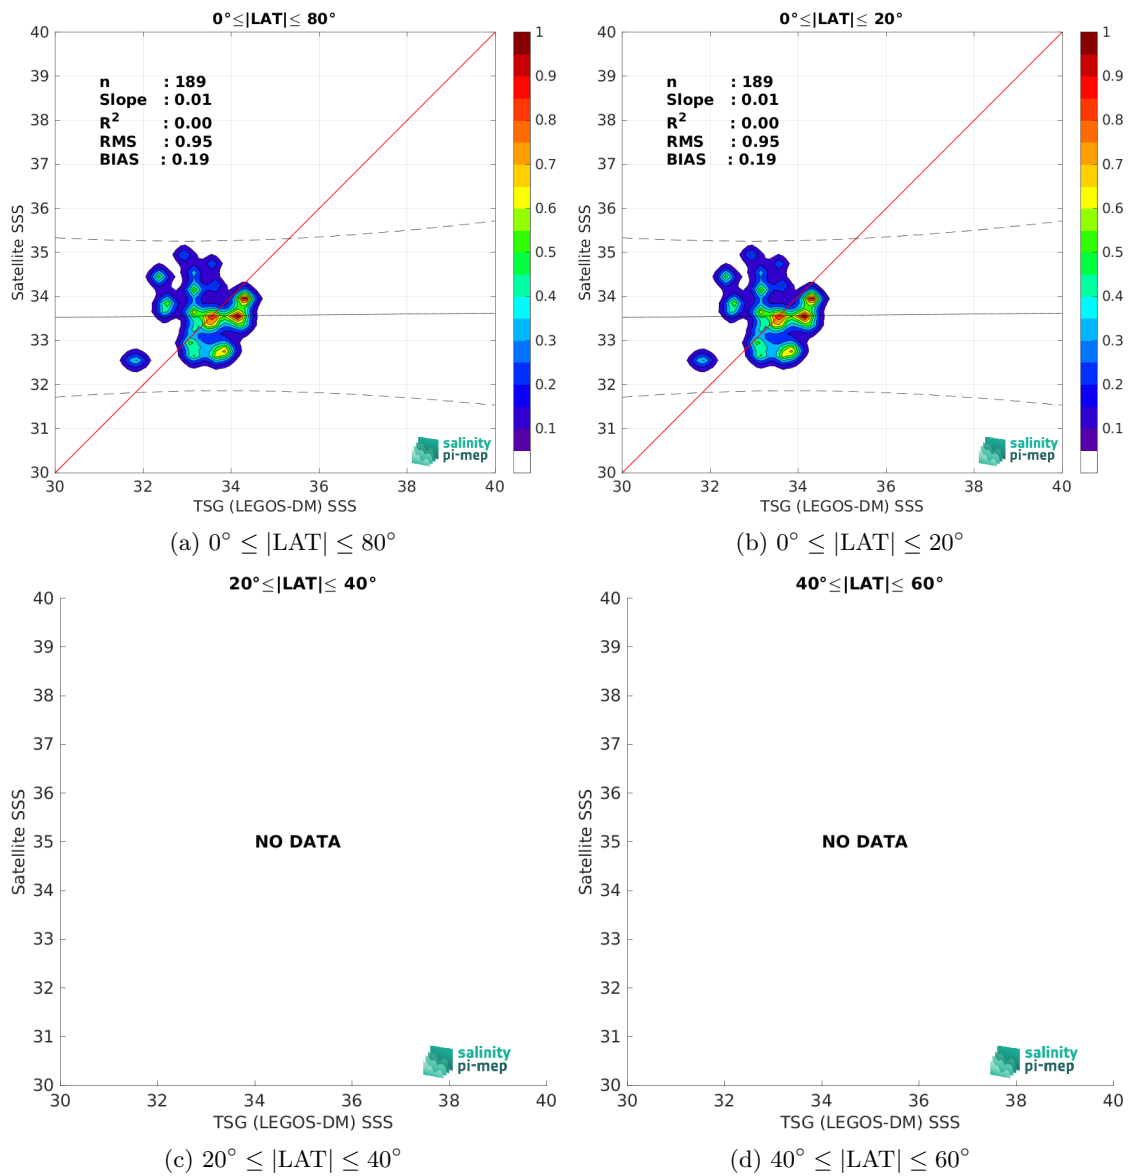 0°≤|LAT|≤ 80°
40
39
38
37
36
35
34
33
32
31
30
Satellite SSS
n : 189
Slope : 0.01
R² : 0.00
RMS : 0.95
BIAS : 0.19
salinity
pi-mep
30 32 34 36 38 40
TSG (LEGOS-DM) SSS
1
0.9
0.8
0.7
0.6
0.5
0.4
0.3
0.2
0.1
(a) 0° ≤ |LAT| ≤ 80°
0°≤|LAT|≤ 20°
40
39
38
37
36
35
34
33
32
31
30
Satellite SSS
n : 189
Slope : 0.01
R² : 0.00
RMS : 0.95
BIAS : 0.19
salinity
pi-mep
30 32 34 36 38 40
TSG (LEGOS-DM) SSS
1
0.9
0.8
0.7
0.6
0.5
0.4
0.3
0.2
0.1
(b) 0° ≤ |LAT| ≤ 20°
20°≤|LAT|≤ 40°
40
39
38
37
36
35
34
33
32
31
30
Satellite SSS
NO DATA
salinity
pi-mep
30 32 34 36 38 40
TSG (LEGOS-DM) SSS
(c) 20° ≤ |LAT| ≤ 40°
40°≤|LAT|≤ 60°
40
39
38
37
36
35
34
33
32
31
30
Satellite SSS
NO DATA
salinity
pi-mep
30 32 34 36 38 40
TSG (LEGOS-DM) SSS
(d) 40° ≤ |LAT| ≤ 60°